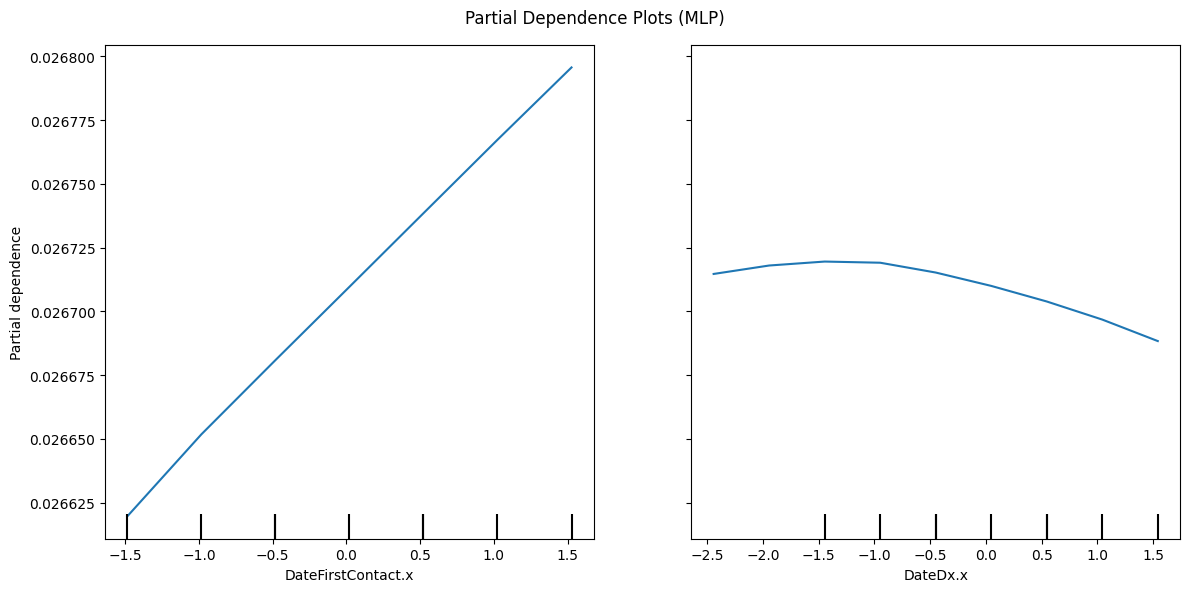 Partial Dependence Plots (MLP)
0.026800
0.026775
0.026750
0.026725
0.026700
0.026675
0.026650
0.026625
Partial dependence
−1.5 −1.0 −0.5 0.0 0.5 1.0 1.5
DateFirstContact.x
−2.5 −2.0 −1.5 −1.0 −0.5 0.0 0.5 1.0 1.5
DateDx.x